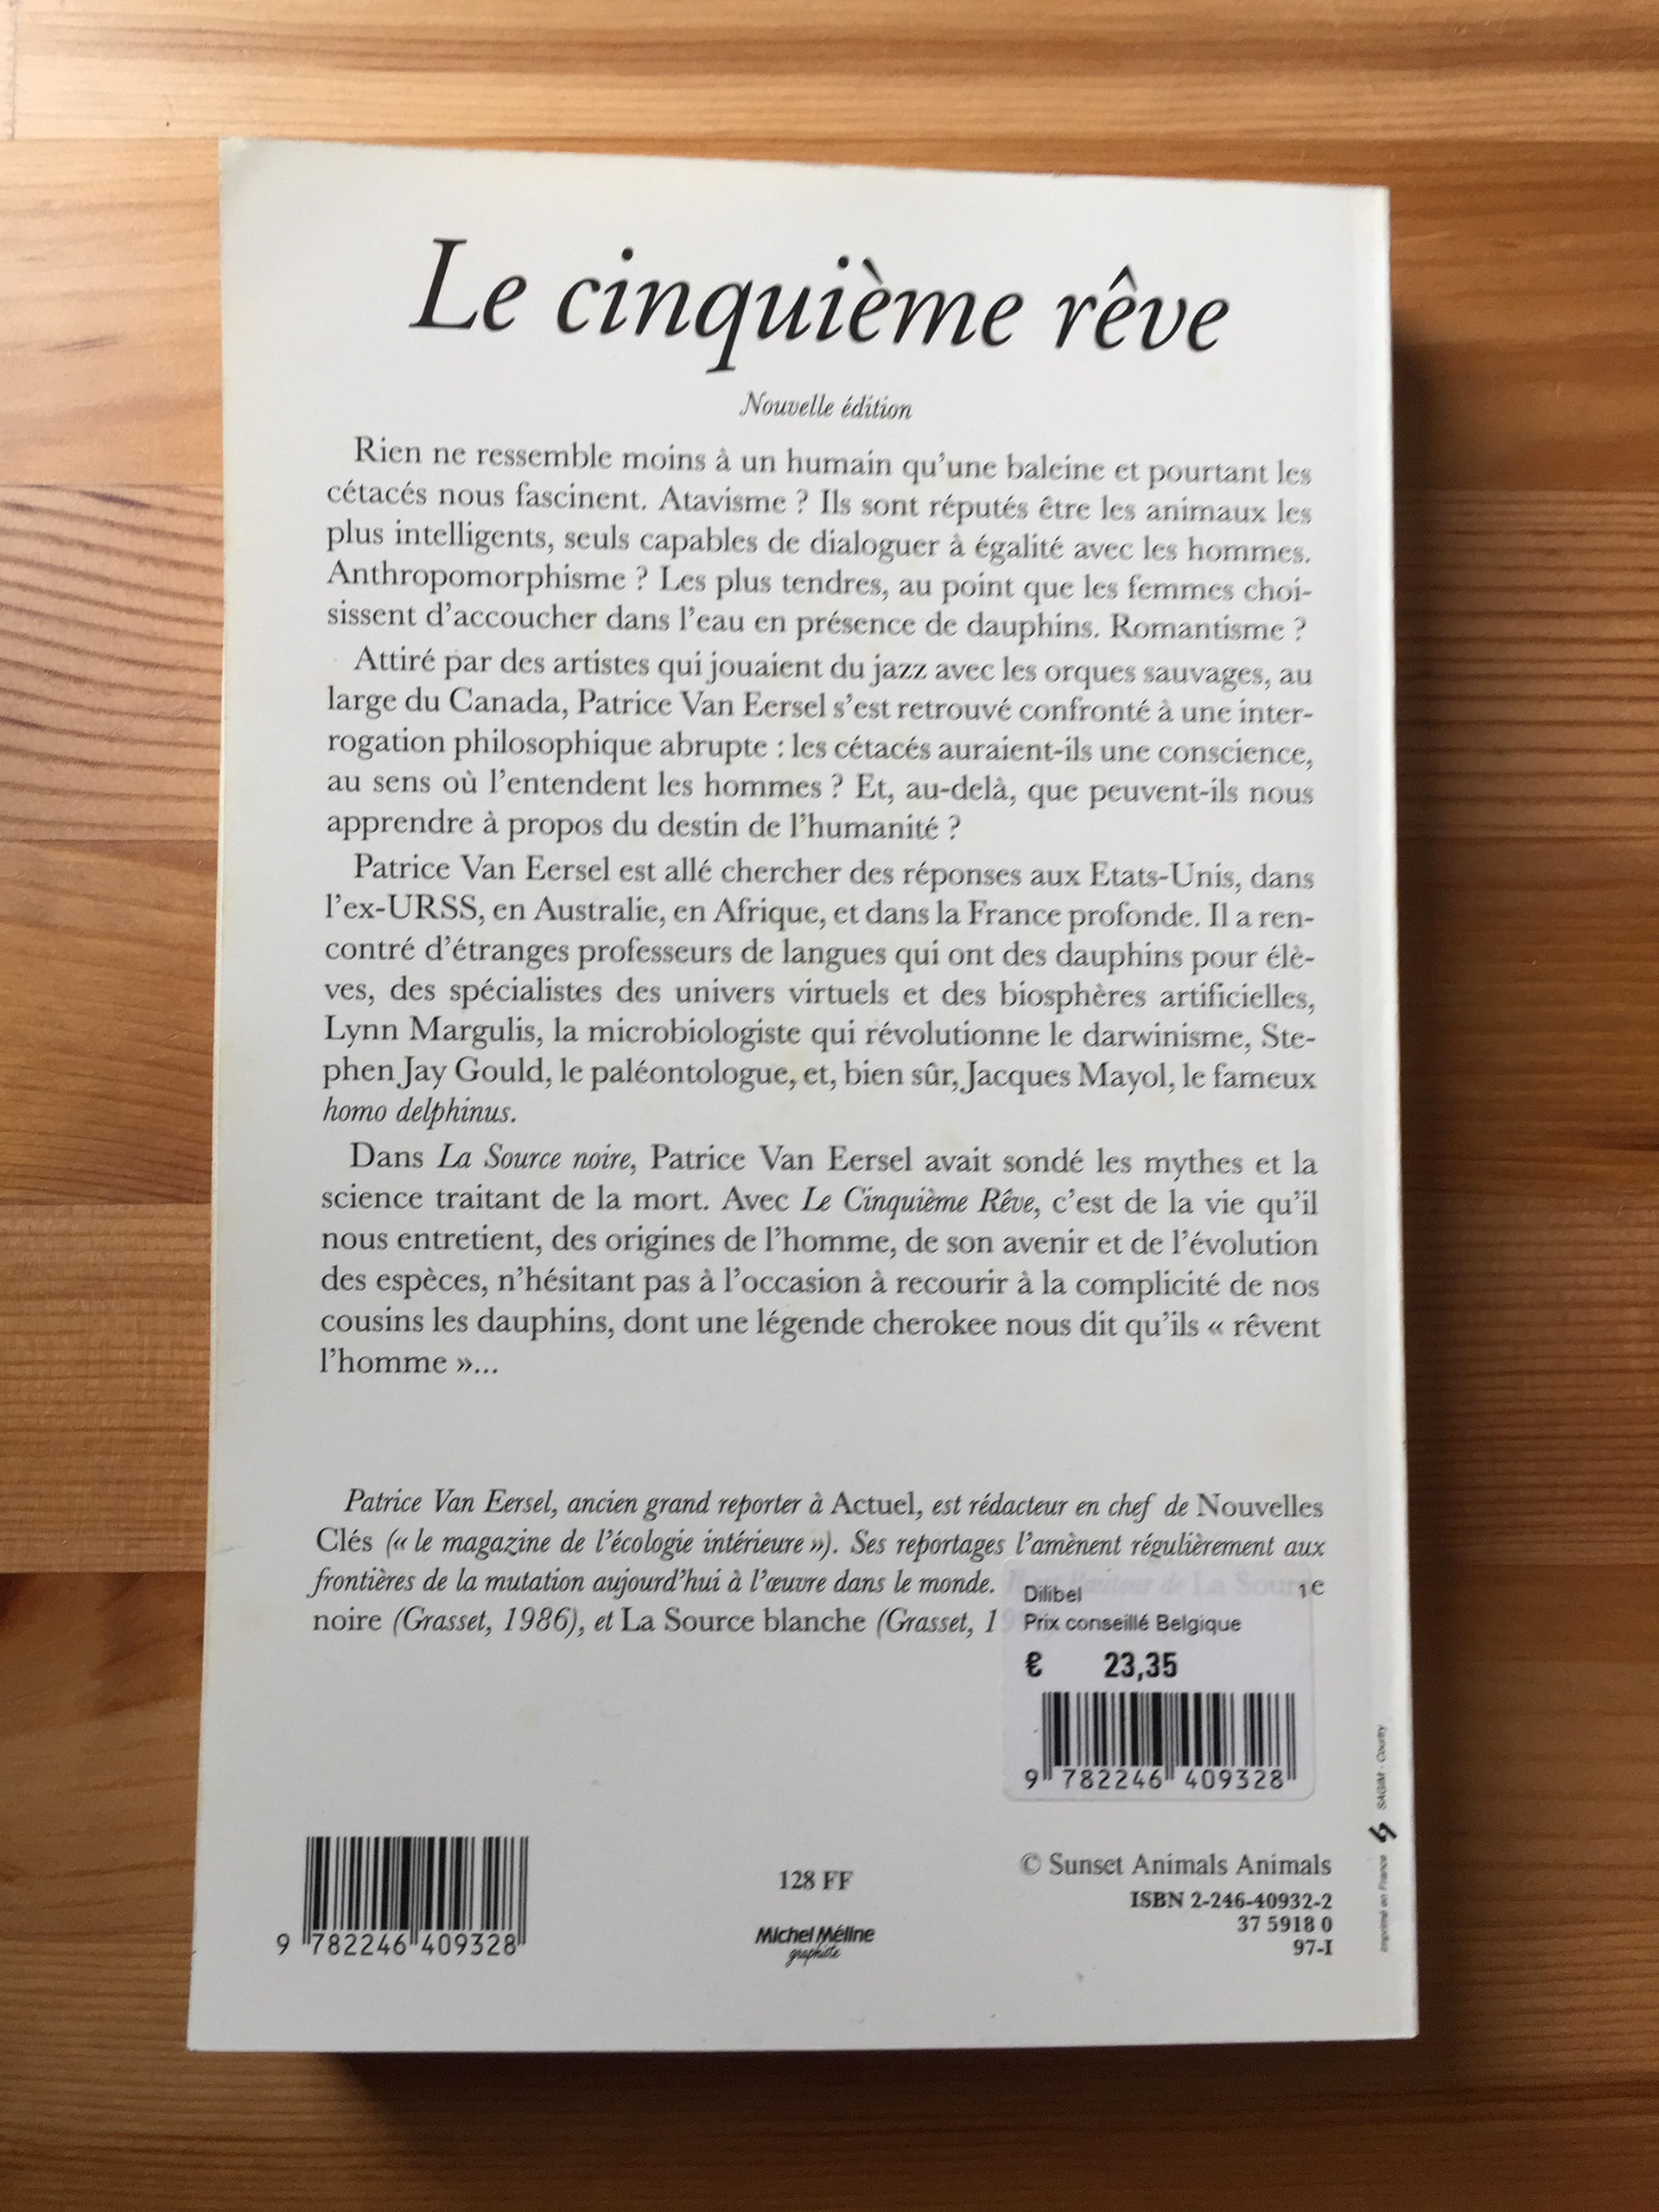 Le cinquième rêve
Nouvelle édition
Rien ne ressemble moins à un humain qu'une baleine et pourtant les
cétacés nous fascinent. Atavisme ? Ils sont réputés être les animaux les
plus intelligents, seuls capables de dialoguer à égalité avec les hommes.
Anthropomorphisme ? Les plus tendres, au point que les femmes choi-
sissent d'accoucher dans l'eau en présence de dauphins. Romantisme ?
Attiré par des artistes qui jouaient du jazz avec les orques sauvages, au
large du Canada, Patrice Van Eersel s'est retrouvé confronté à une inter-
rogation philosophique abrupte : les cétacés auraient-ils une conscience,
au sens où l'entendent les hommes ? Et, au-delà, que peuvent-ils nous
apprendre à propos du destin de l'humanité ?
Patrice Van Eersel est allé chercher des réponses aux Etats-Unis, dans
l'ex-URSS, en Australie, en Afrique, et dans la France profonde. Il a ren-
contré d'étranges professeurs de langues qui ont des dauphins pour élè-
ves, des spécialistes des univers virtuels et des biosphères artificielles,
Lynn Margulis, la microbiologiste qui révolutionne le darwinisme, Ste-
phen Jay Gould, le paléontologue, et, bien sûr, Jacques Mayol, le fameux
homo delphinus.
Dans La Source noire, Patrice Van Eersel avait sondé les mythes et la
science traitant de la mort. Avec Le Cinquième Rêve, c'est de la vie qu'il
nous entretient, des origines de l'homme, de son avenir et de l'évolution
des espèces, n'hésitant pas à l'occasion à recourir à la complicité de nos
cousins les dauphins, dont une légende cherokee nous dit qu'ils « rêvent
l'homme »...
Patrice Van Eersel, ancien grand reporter à Actuel, est rédacteur en chef de Nouvelles
Clés (« le magazine de l'écologie intérieure »). Ses reportages l'amènent régulièrement aux
frontières de la mutation aujourd'hui à l'œuvre dans le monde.
noire (Grasset, 1986), et La Source blanche (Grasset, 1
Dilibel 1
Prix conseillé Belgique
€ 23,35
9 782246 409328
9 782246 409328
128 FF
Michel Méline
graphiste
© Sunset Animals Animals
ISBN 2-246-40932-2
37 5918 0
97-I
Imprimé en France SAGIM - Courry